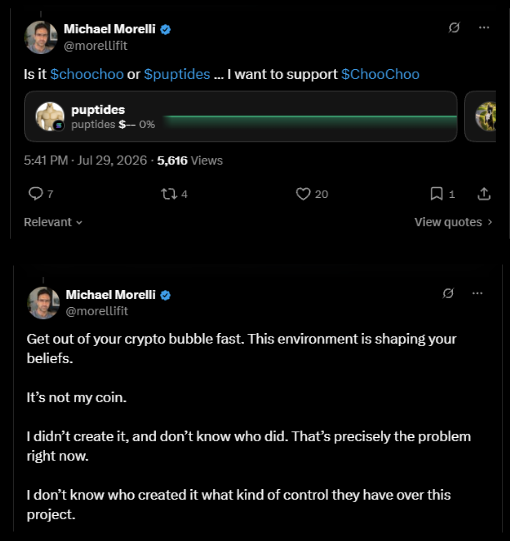 Michael Morelli
@morellifit
Is it $choochoo or $puptides ... I want to support $ChooChoo
puptides
puptides $-- 0%
5:41 PM · Jul 29, 2026 · 5,616 Views
7
4
20
1
Relevant
View quotes
Michael Morelli
@morellifit
Get out of your crypto bubble fast. This environment is shaping your
beliefs.
It’s not my coin.
I didn’t create it, and don’t know who did. That’s precisely the problem
right now.
I don’t know who created it what kind of control they have over this
project.